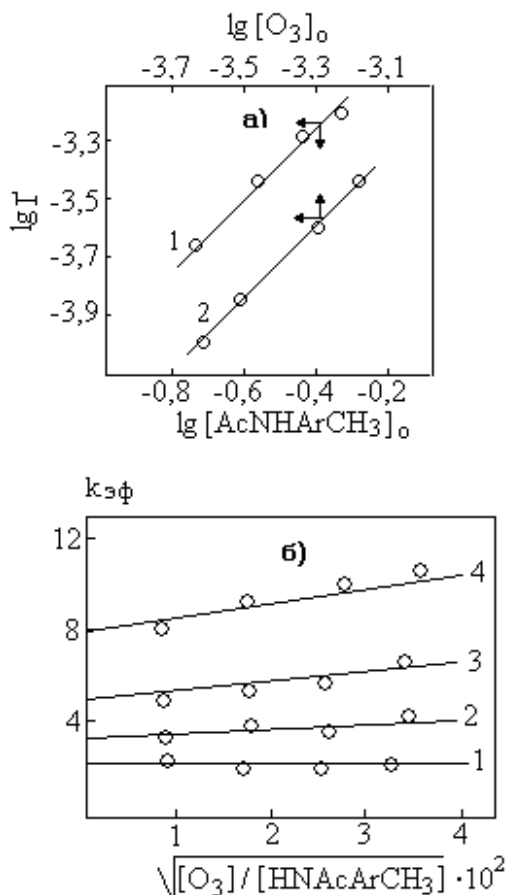 lg [O₃]ₒ
-3,7 -3,5 -3,3 -3,1
а)
-3,3
-3,5
lg r
-3,7
1
-3,9
2
-0,8 -0,6 -0,4 -0,2
lg [AcNHArCH₃]ₒ
kэф
12
б)
4
8
3
4
2
1
1 2 3 4
√[O₃]/[HNAcArCH₃] ·10²